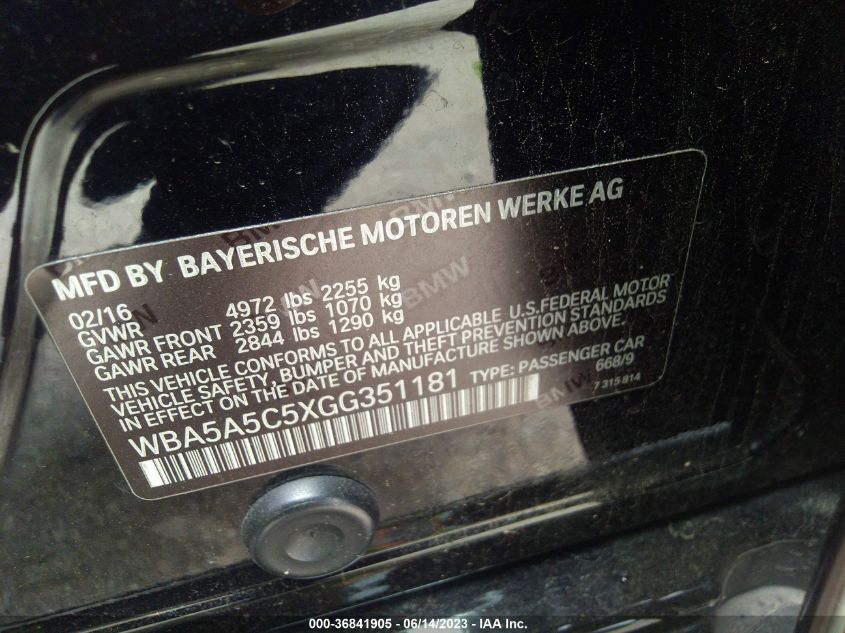 MFD BY BAYERISCHE MOTOREN WERKE AG
02/16
GVWR 4972 lbs 2255 kg
GAWR FRONT 2359 lbs 1070 kg
GAWR REAR 2844 lbs 1290 kg
THIS VEHICLE CONFORMS TO ALL APPLICABLE U.S.FEDERAL MOTOR
VEHICLE SAFETY, BUMPER AND THEFT PREVENTION STANDARDS
IN EFFECT ON THE DATE OF MANUFACTURE SHOWN ABOVE.
WBA5A5C5XGG351181 TYPE: PASSENGER CAR
668/9
7 315 814
BMW
BMW
BMW
000-36841905 - 06/14/2023 - IAA Inc.